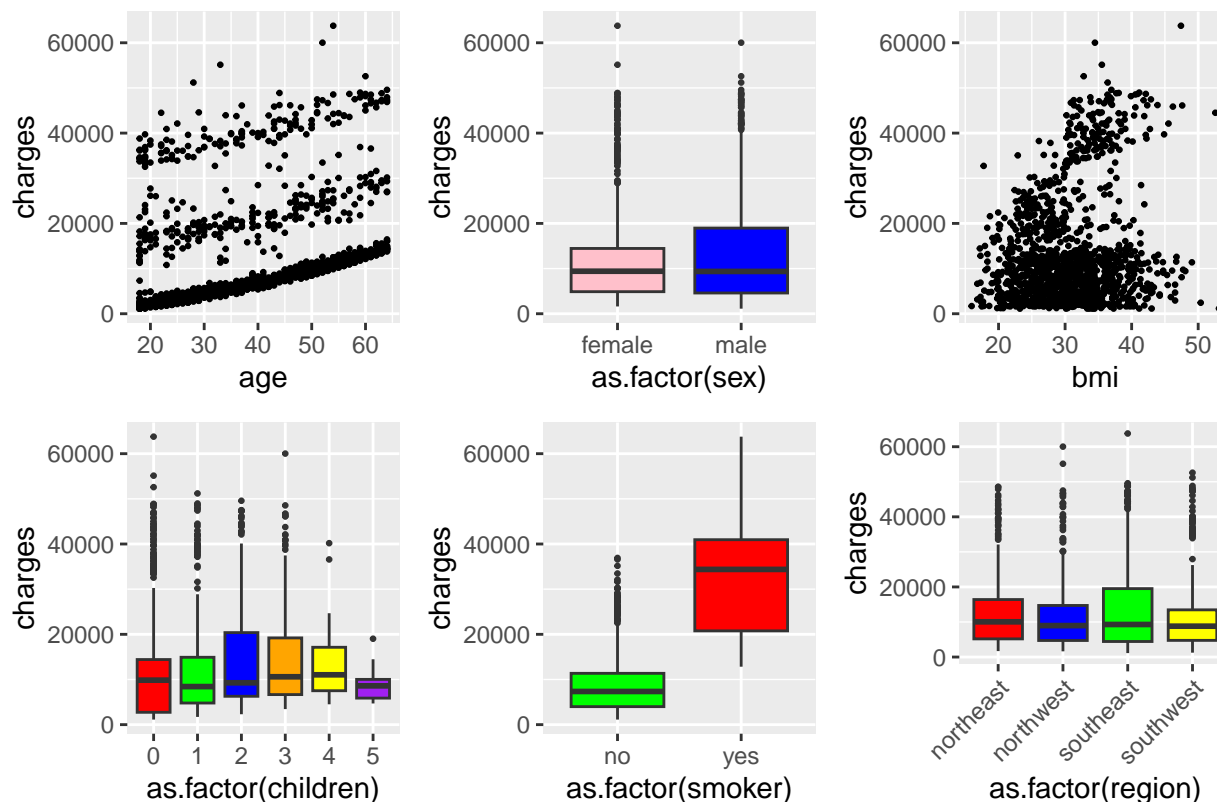 charges
60000
40000
20000
0
20 30 40 50 60
age
charges
60000
40000
20000
0
female male
as.factor(sex)
charges
60000
40000
20000
0
20 30 40 50
bmi
charges
60000
40000
20000
0
0 1 2 3 4 5
as.factor(children)
charges
60000
40000
20000
0
no yes
as.factor(smoker)
charges
60000
40000
20000
0
northeast northwest southeast southwest
as.factor(region)